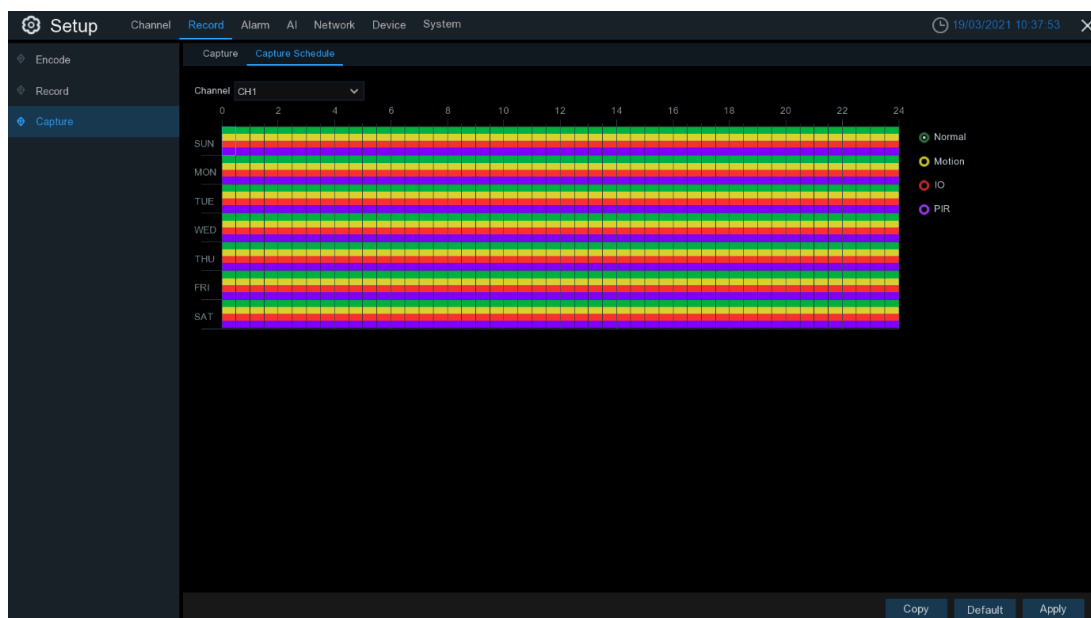 Setup Channel Record Alarm AI Network Device System 19/03/2021 10:37:53
Encode
Record
Capture
Capture Capture Schedule
Channel CH1
0 2 4 6 8 10 12 14 16 18 20 22 24
SUN
MON
TUE
WED
THU
FRI
SAT
Normal
Motion
IO
PIR
Copy Default Apply